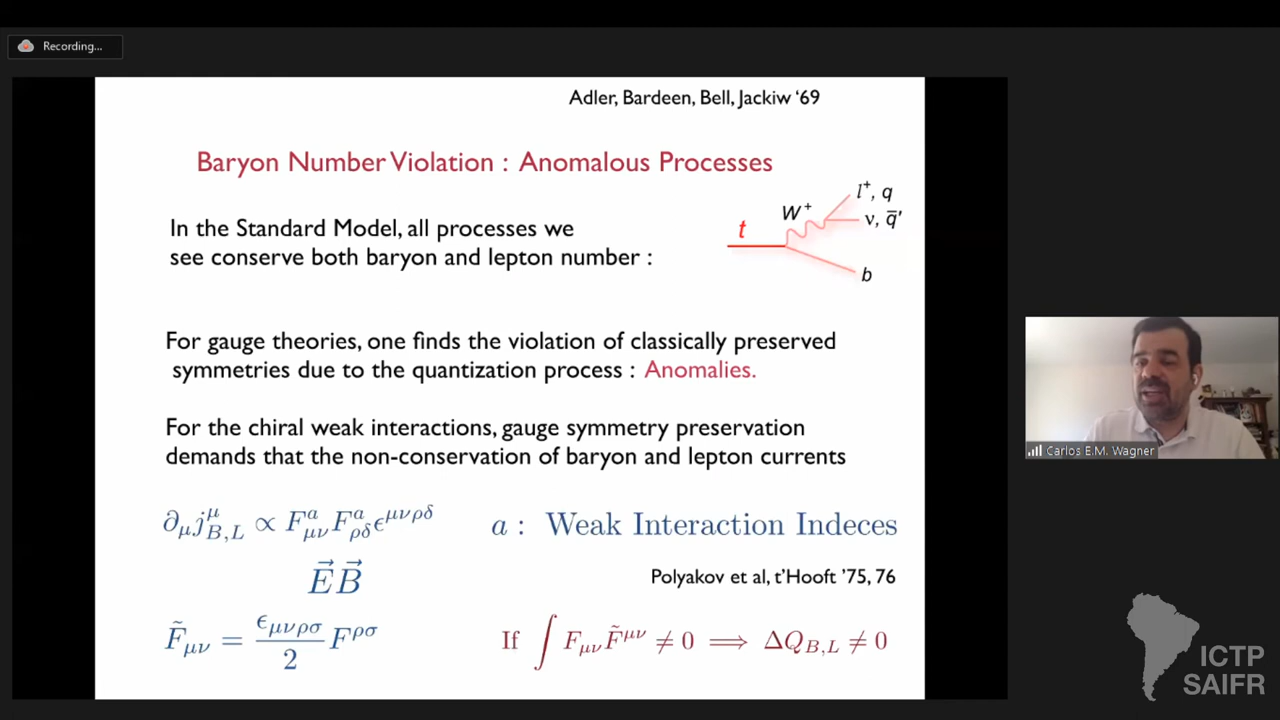 Recording...
Adler, Bardeen, Bell, Jackiw ‘69
Baryon Number Violation : Anomalous Processes
In the Standard Model, all processes we
see conserve both baryon and lepton number :
t
W⁺
l⁺, q
ν, q̄'
b
For gauge theories, one finds the violation of classically preserved
symmetries due to the quantization process : Anomalies.
For the chiral weak interactions, gauge symmetry preservation
demands that the non-conservation of baryon and lepton currents
∂_μ j^μ_{B,L} ∝ F^a_{μν} F^a_{ρδ} ϵ^{μνρδ}
a : Weak Interaction Indeces
E⃗B⃗
Polyakov et al, t’Hooft ’75, 76
F̃_{μν} = ϵ_{μνρσ}/2 F^{ρσ}
If ∫ F_{μν} F̃^{μν} ≠ 0 ⟹ ΔQ_{B,L} ≠ 0
Carlos E.M. Wagner
ICTP
SAIFR